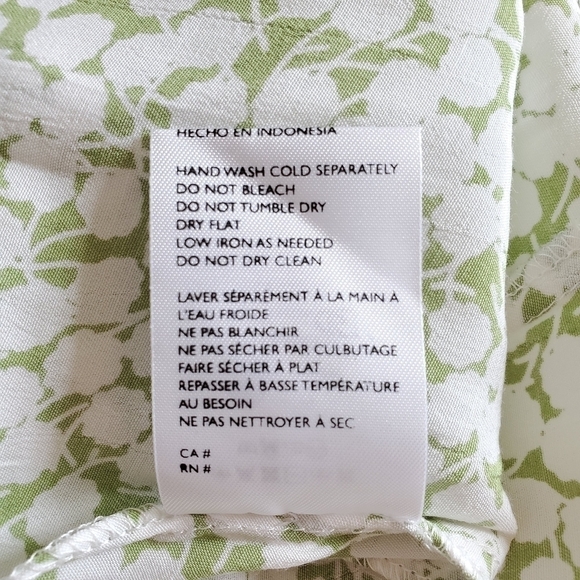 HECHO EN INDONESIA
HAND WASH COLD SEPARATELY
DO NOT BLEACH
DO NOT TUMBLE DRY
DRY FLAT
LOW IRON AS NEEDED
DO NOT DRY CLEAN
LAVER SÉPARÉMENT À LA MAIN À
L'EAU FROIDE
NE PAS BLANCHIR
NE PAS SÉCHER PAR CULBUTAGE
FAIRE SÉCHER À PLAT
REPASSER À BASSE TEMPÉRATURE
AU BESOIN
NE PAS NETTROYER À SEC
CA #
RN #